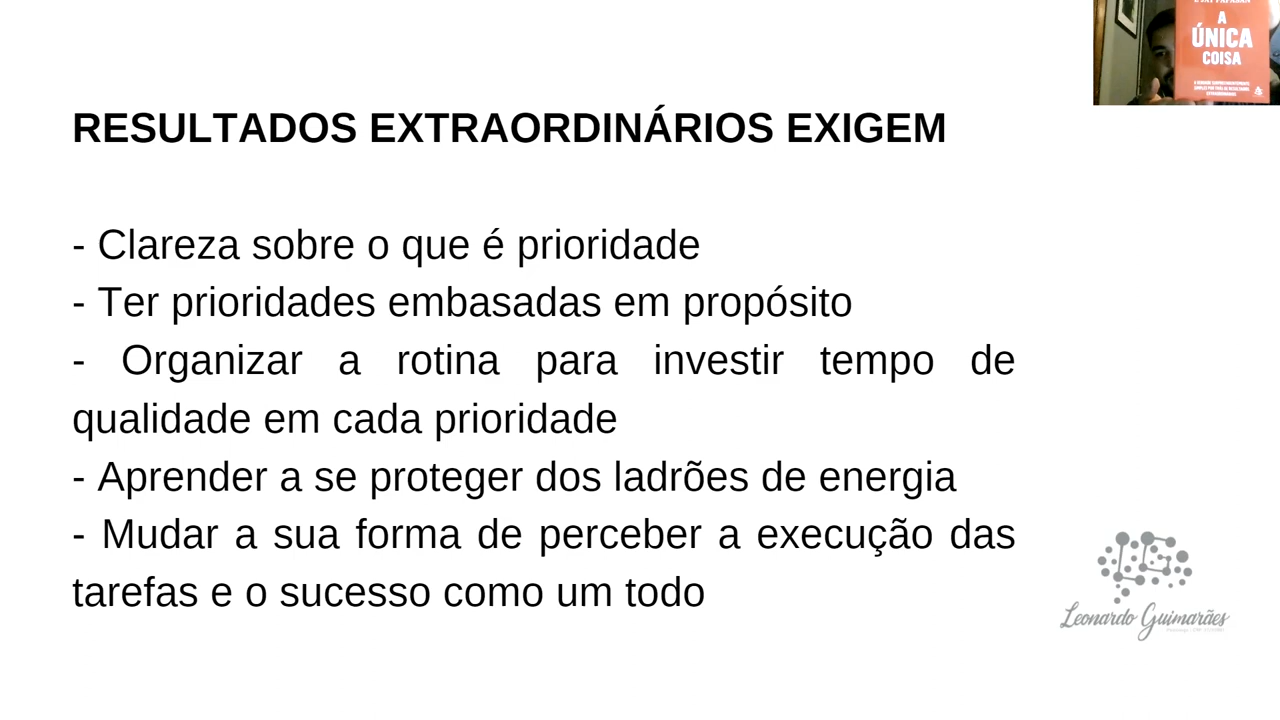 A
ÚNICA
COISA
RESULTADOS EXTRAORDINÁRIOS EXIGEM
- Clareza sobre o que é prioridade
- Ter prioridades embasadas em propósito
- Organizar a rotina para investir tempo de
qualidade em cada prioridade
- Aprender a se proteger dos ladrões de energia
- Mudar a sua forma de perceber a execução das
tarefas e o sucesso como um todo
Leonardo Guimarães